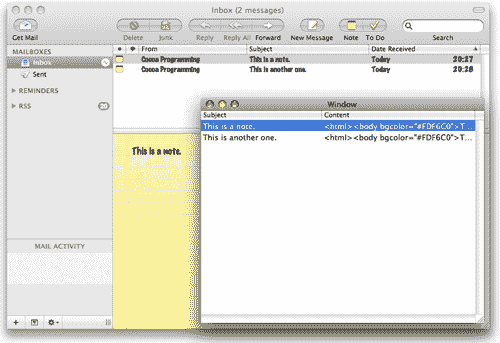 Inbox (2 messages)
Get Mail
Delete Junk Reply Reply All Forward New Message Note To Do Search
MAILBOXES
Inbox
Sent
REMINDERS
RSS 20
From Subject Date Received
Cocoa Programming This is a note. Today 20:27
Cocoa Programming This is another one. Today 20:28
This is a note.
MAIL ACTIVITY
Window
Subject Content
This is a note. <html><body bgcolor="#FDF6C0">T...
This is another one. <html><body bgcolor="#FDF6C0">T...